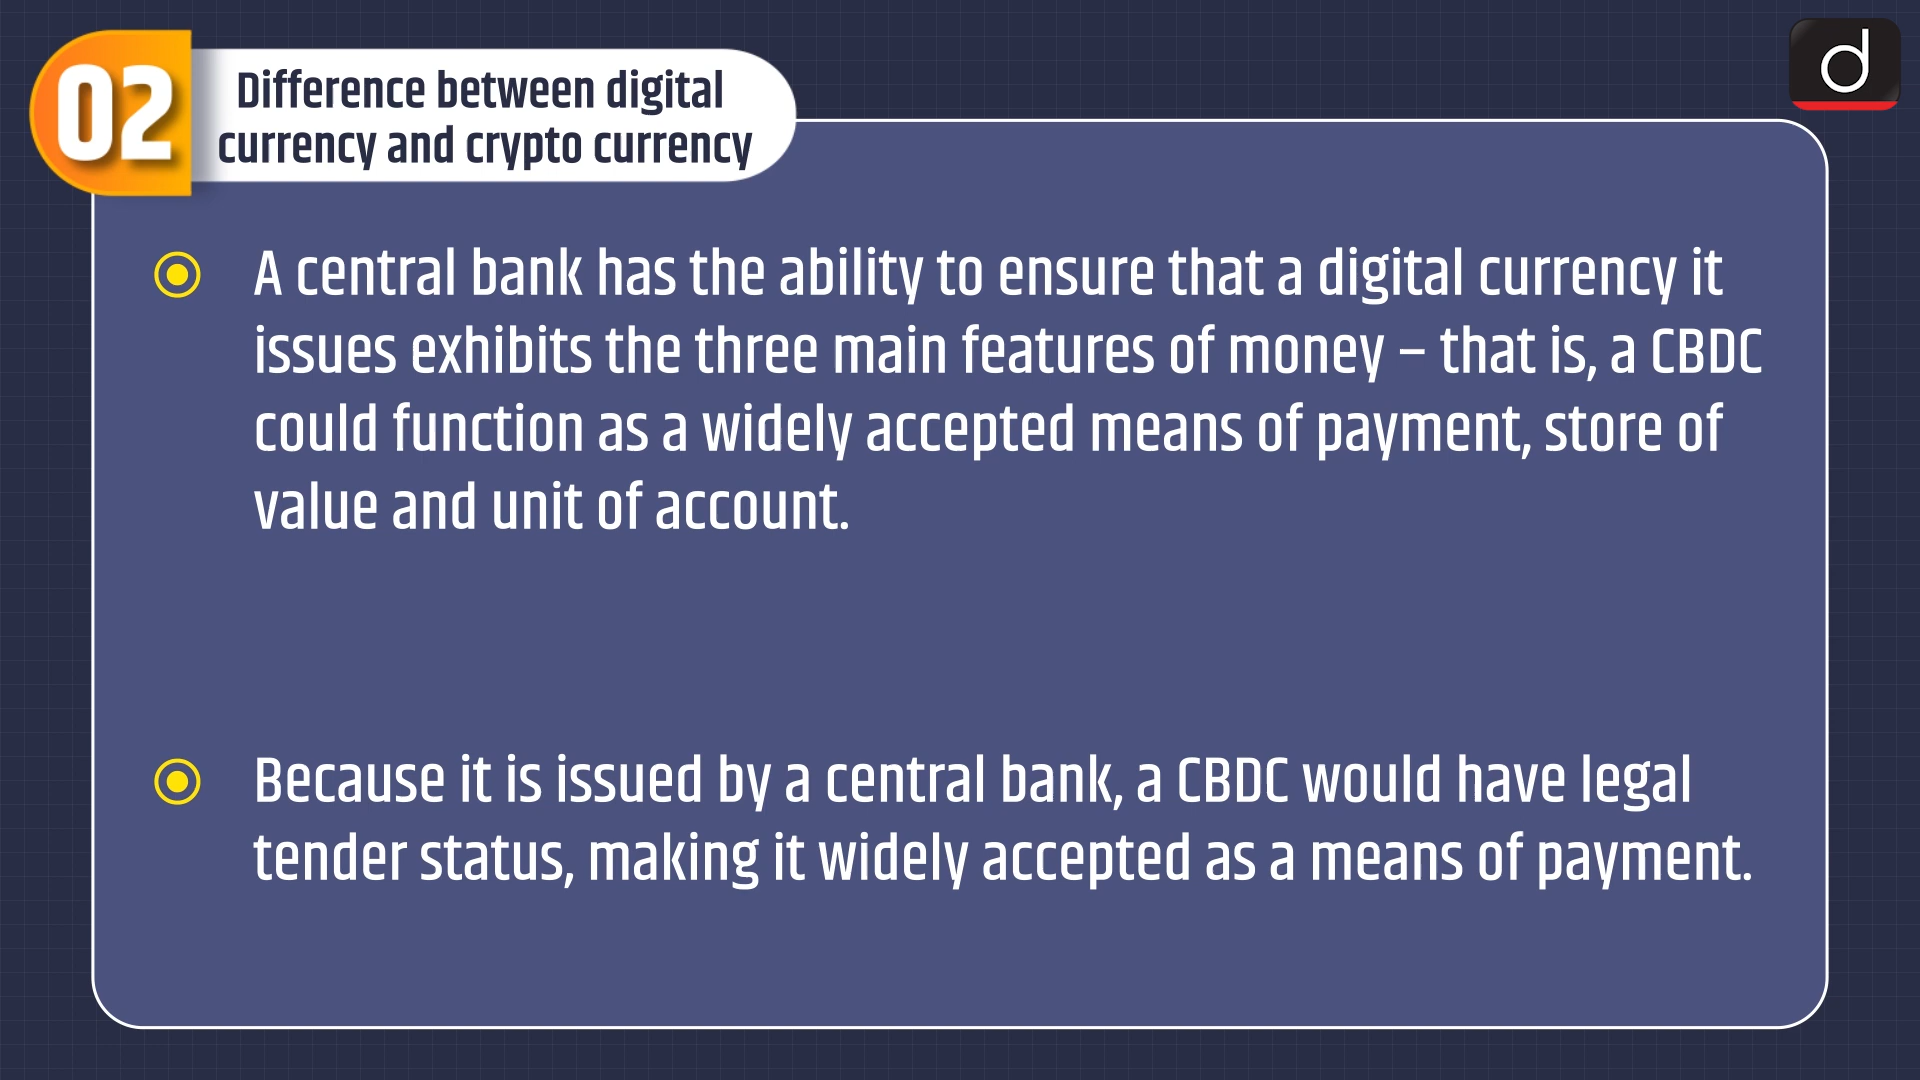 02
Difference between digital
currency and crypto currency
d
A central bank has the ability to ensure that a digital currency it
issues exhibits the three main features of money – that is, a CBDC
could function as a widely accepted means of payment, store of
value and unit of account.
Because it is issued by a central bank, a CBDC would have legal
tender status, making it widely accepted as a means of payment.